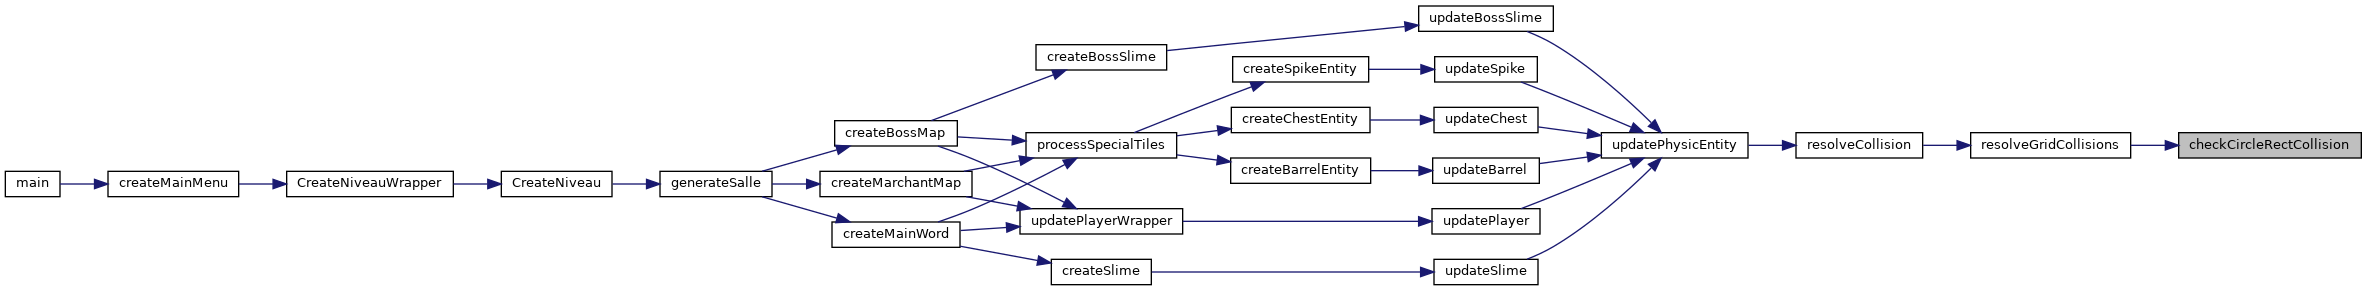 main
createMainMenu
CreateNiveauWrapper
CreateNiveau
generateSalle
createBossMap
createMarchantMap
createMainWord
createBossSlime
processSpecialTiles
updatePlayerWrapper
createSlime
createSpikeEntity
createChestEntity
createBarrelEntity
updateBossSlime
updateSpike
updateChest
updateBarrel
updatePlayer
updateSlime
updatePhysicEntity
resolveCollision
resolveGridCollisions
checkCircleRectCollision